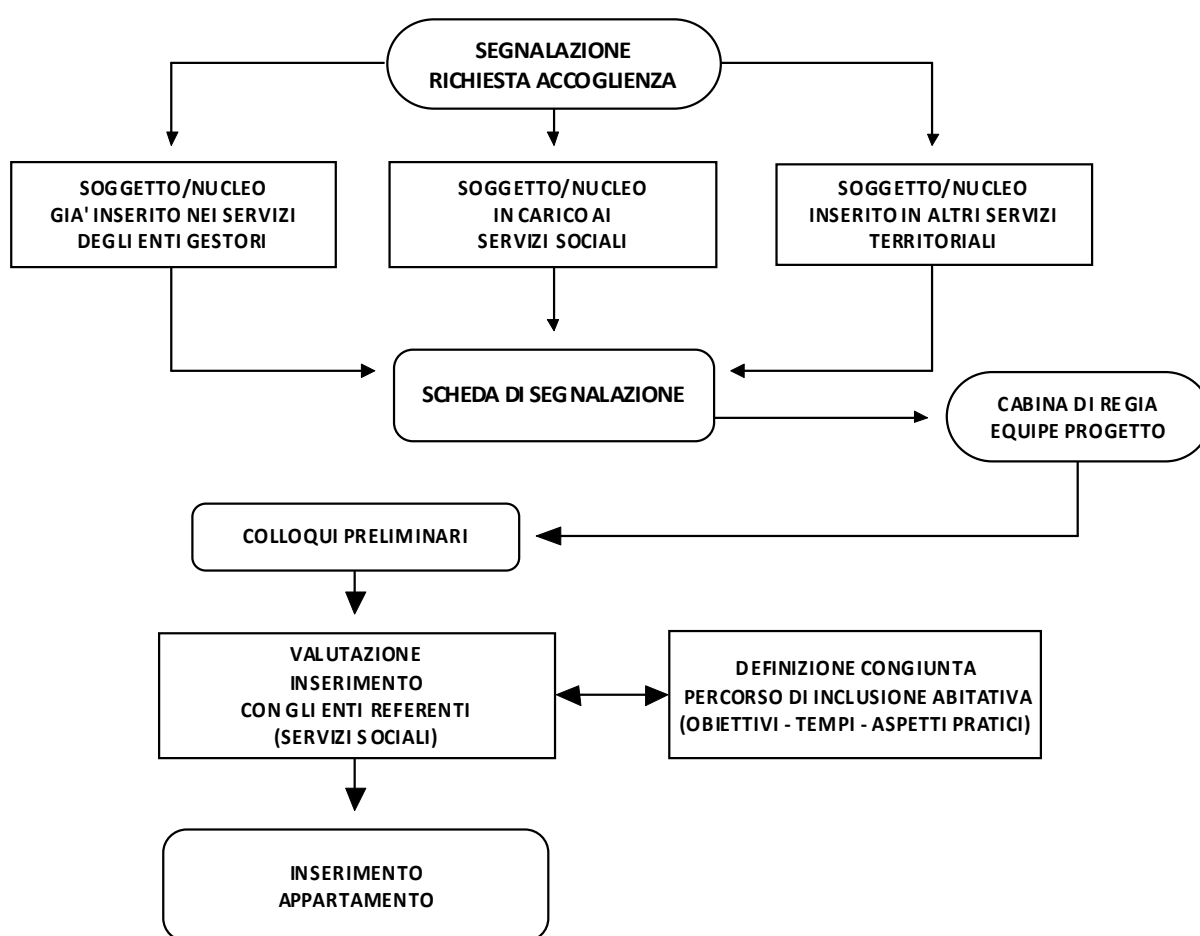 SEGNALAZIONE
RICHIESTA ACCOGLIENZA
SOGGETTO/NUCLEO
GIÀ' INSERITO NEI SERVIZI
DEGLI ENTI GESTORI
SOGGETTO/NUCLEO
IN CARICO AI
SERVIZI SOCIALI
SOGGETTO/NUCLEO
INSERITO IN ALTRI SERVIZI
TERRITORIALI
SCHEDA DI SEGNALAZIONE
CABINA DI REGIA
EQUIPE PROGETTO
COLLOQUI PRELIMINARI
VALUTAZIONE
INSERIMENTO
CON GLI ENTI REFERENTI
(SERVIZI SOCIALI)
DEFINIZIONE CONGIUNTA
PERCORSO DI INCLUSIONE ABITATIVA
(OBIETTIVI - TEMPI - ASPETTI PRATICI)
INSERIMENTO
APPARTAMENTO